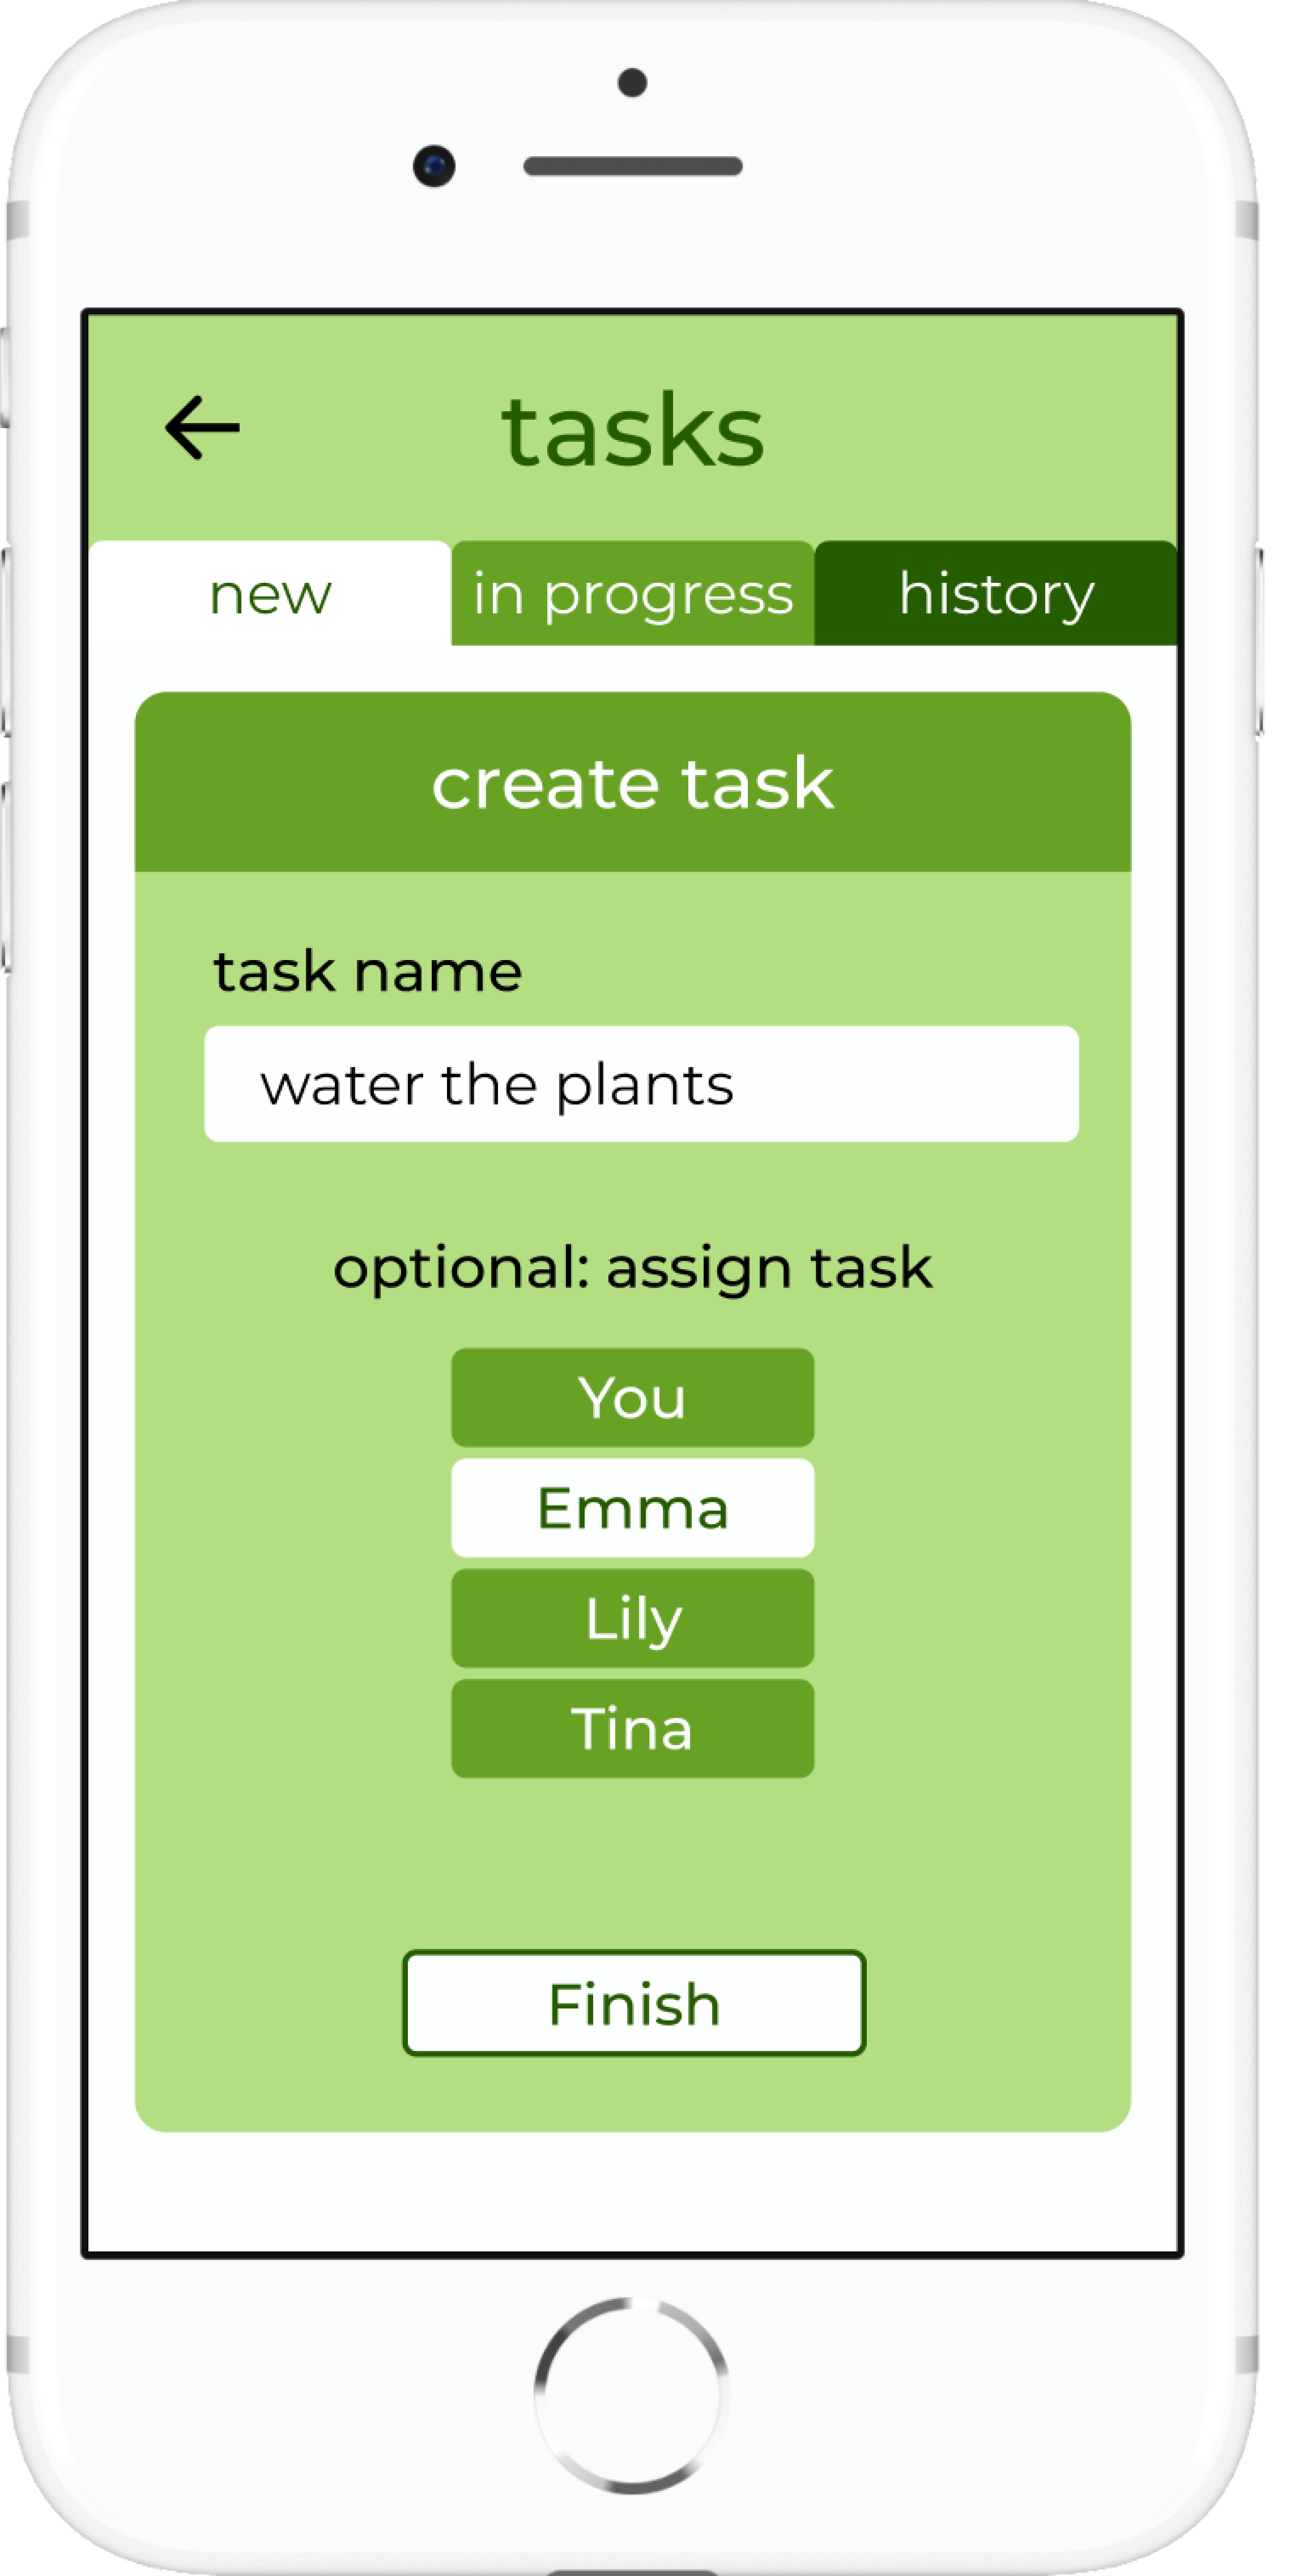 tasks
new
in progress
history
create task
task name
water the plants
optional: assign task
You
Emma
Lily
Tina
Finish